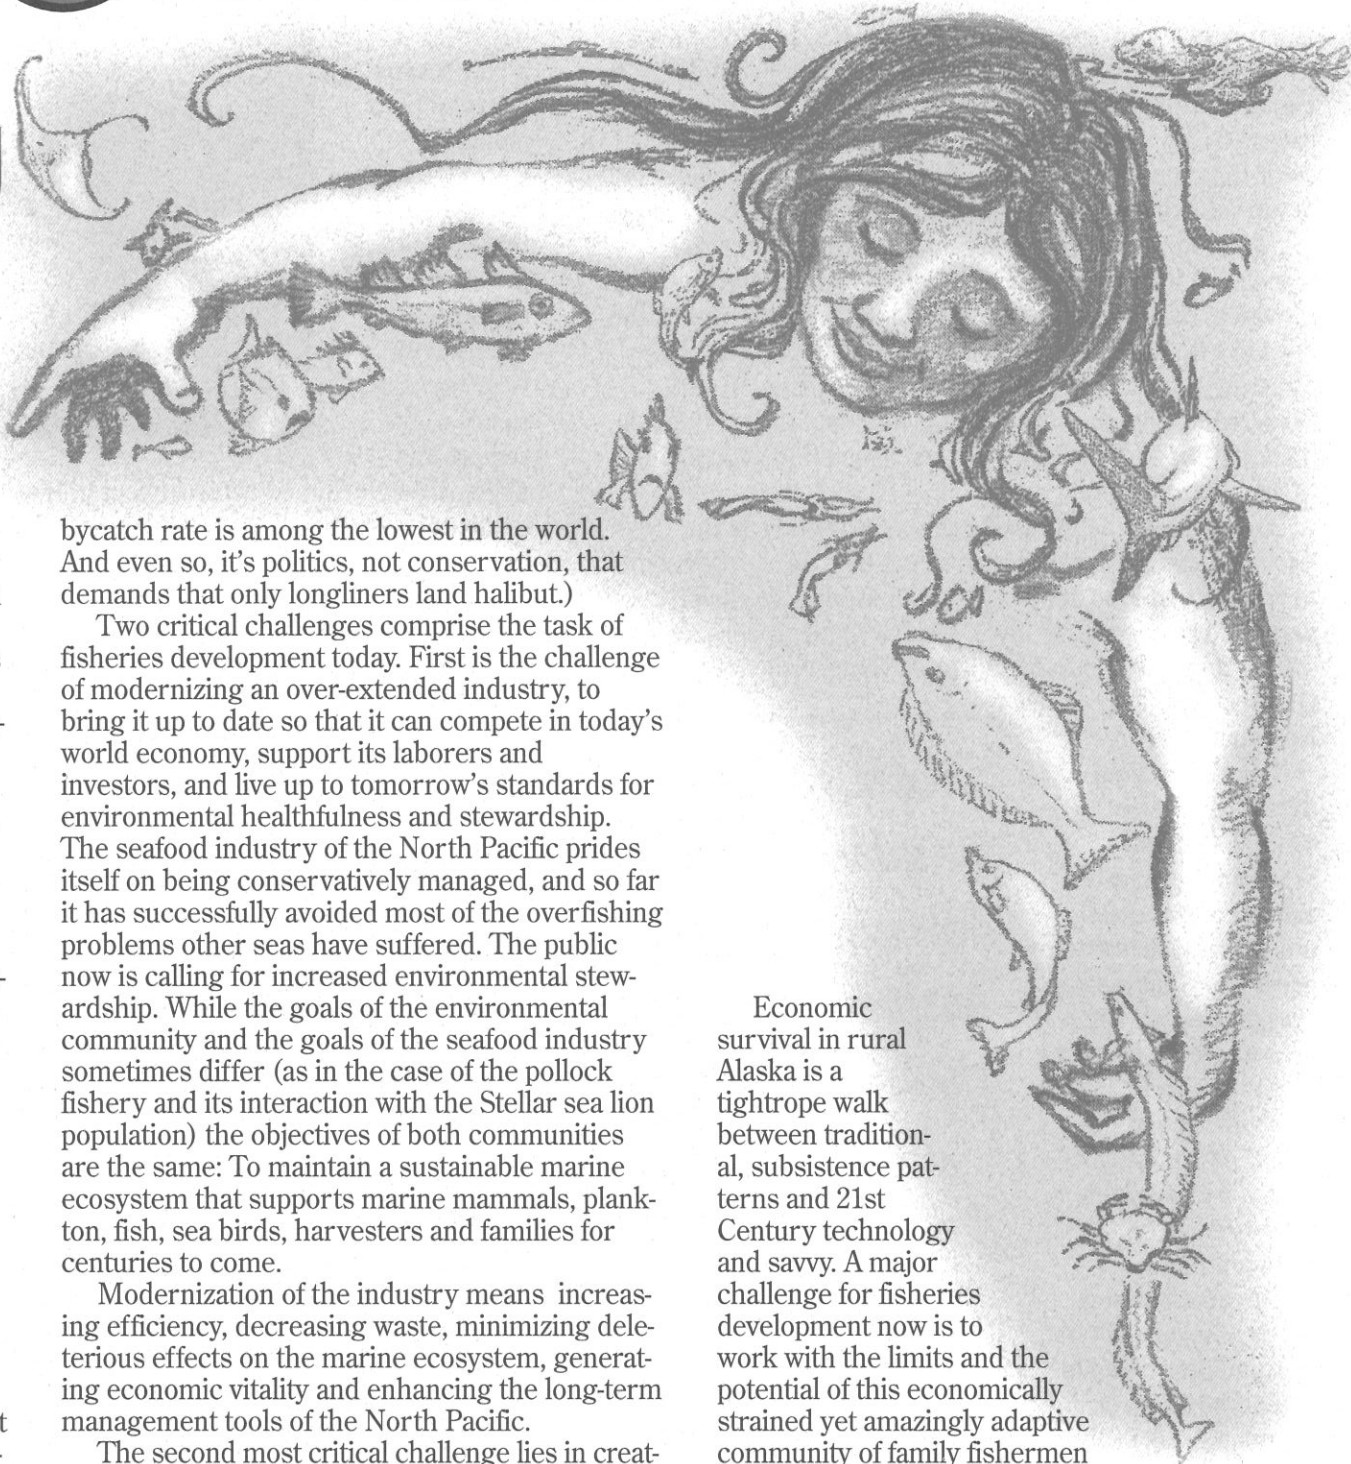 bycatch rate is among the lowest in the world.
And even so, it's politics, not conservation, that
demands that only longliners land halibut.)
Two critical challenges comprise the task of
fisheries development today. First is the challenge
of modernizing an over-extended industry, to
bring it up to date so that it can compete in today's
world economy, support its laborers and
investors, and live up to tomorrow's standards for
environmental healthfulness and stewardship.
The seafood industry of the North Pacific prides
itself on being conservatively managed, and so far
it has successfully avoided most of the overfishing
problems other seas have suffered. The public
now is calling for increased environmental stew-
ardship. While the goals of the environmental
community and the goals of the seafood industry
sometimes differ (as in the case of the pollock
fishery and its interaction with the Stellar sea lion
population) the objectives of both communities
are the same: To maintain a sustainable marine
ecosystem that supports marine mammals, plank-
ton, fish, sea birds, harvesters and families for
centuries to come.
Modernization of the industry means increas-
ing efficiency, decreasing waste, minimizing dele-
terious effects on the marine ecosystem, generat-
ing economic vitality and enhancing the long-term
management tools of the North Pacific.
The second most critical challenge lies in creat-
Economic
survival in rural
Alaska is a
tightrope walk
between tradition-
al, subsistence pat-
terns and 21st
Century technology
and savvy. A major
challenge for fisheries
development now is to
work with the limits and the
potential of this economically
strained yet amazingly adaptive
community of family fishermen